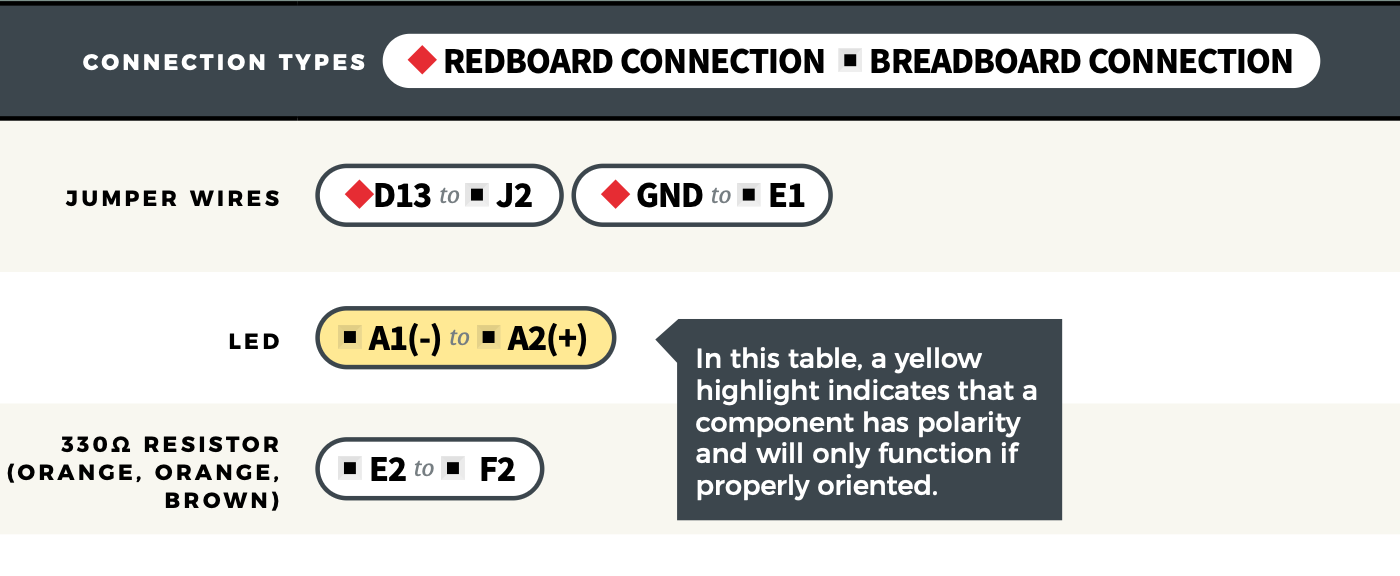 CONNECTION TYPES REDBOARD CONNECTION BREADBOARD CONNECTION
JUMPER WIRES D13 to J2 GND to E1
LED A1(-) to A2(+)
In this table, a yellow
highlight indicates that a
component has polarity
and will only function if
properly oriented.
330Ω RESISTOR
(ORANGE, ORANGE,
BROWN)
E2 to F2